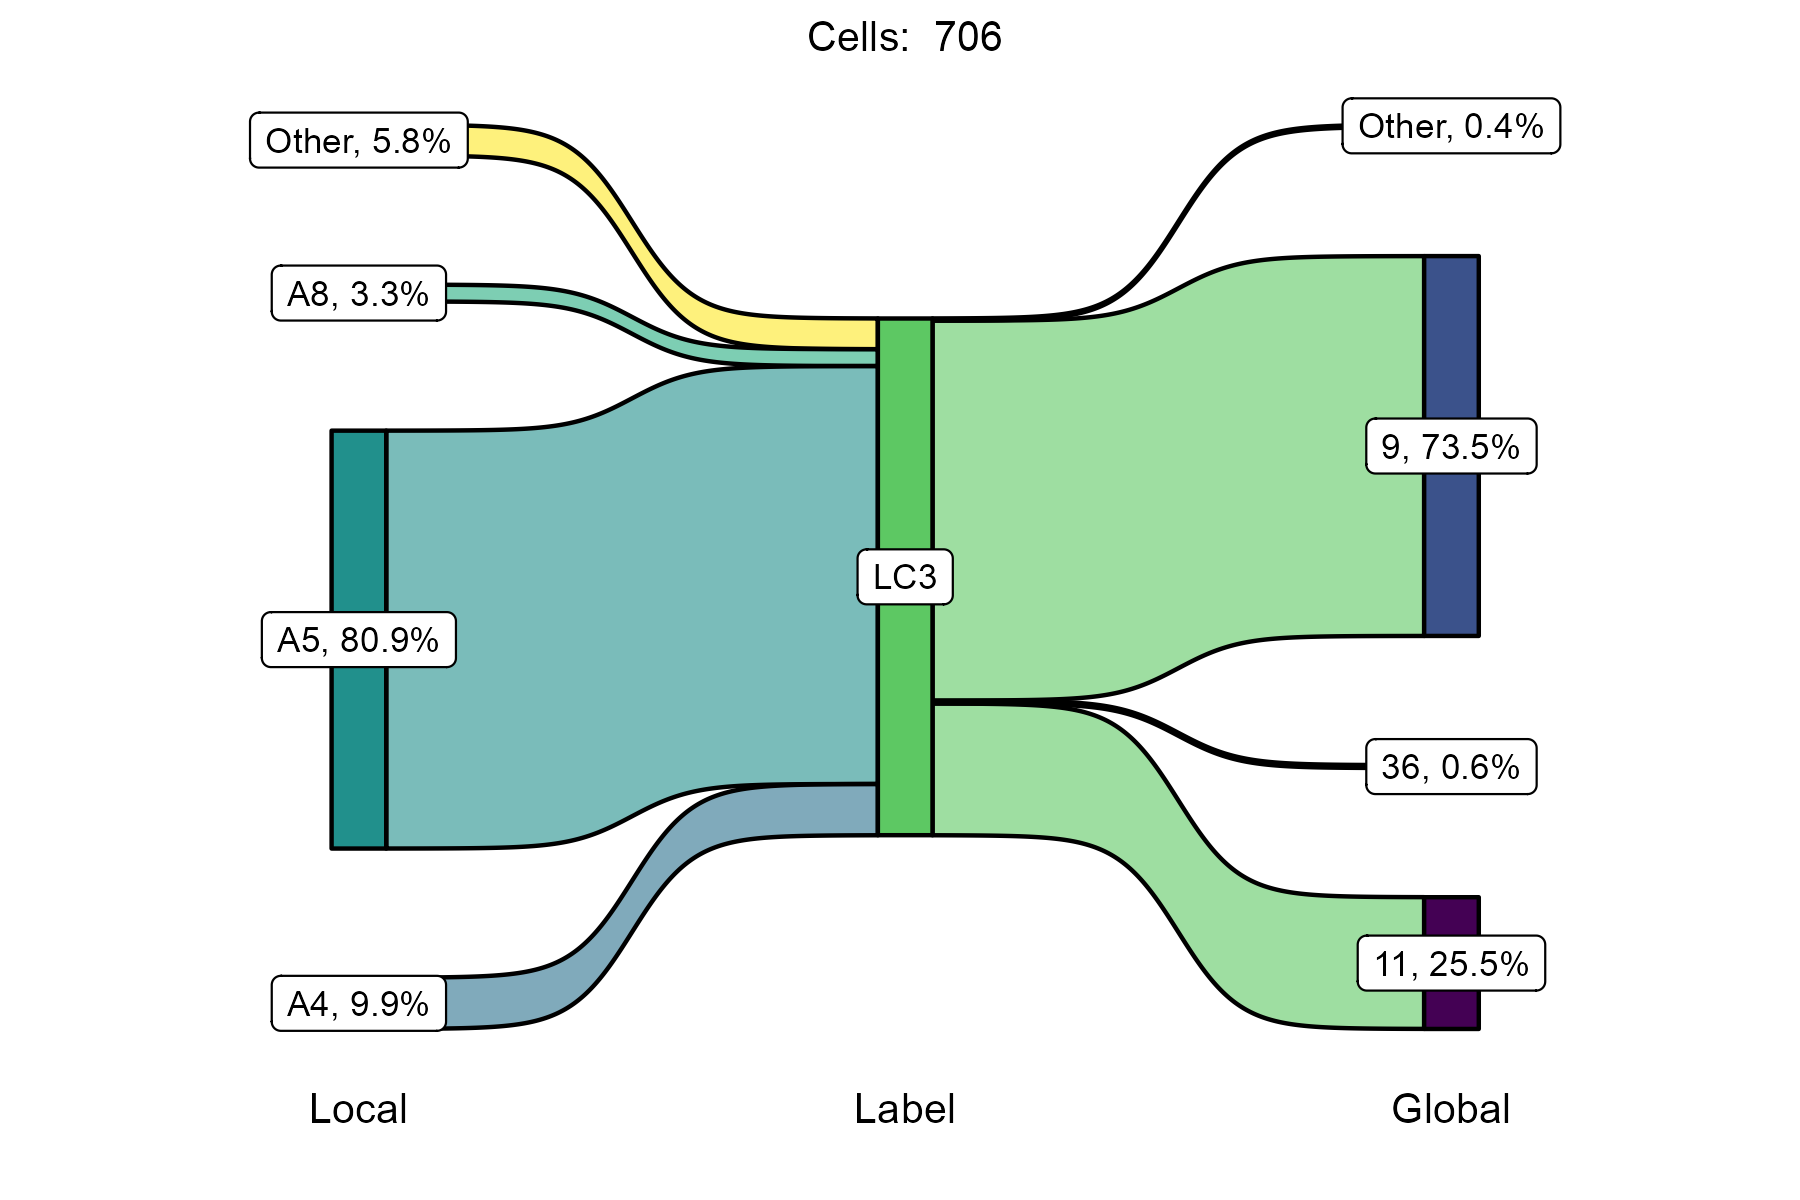 Cells:  706
Other, 5.8%
A8, 3.3%
A5, 80.9%
A4, 9.9%
LC3
Other, 0.4%
9, 73.5%
36, 0.6%
11, 25.5%
Local
Label
Global